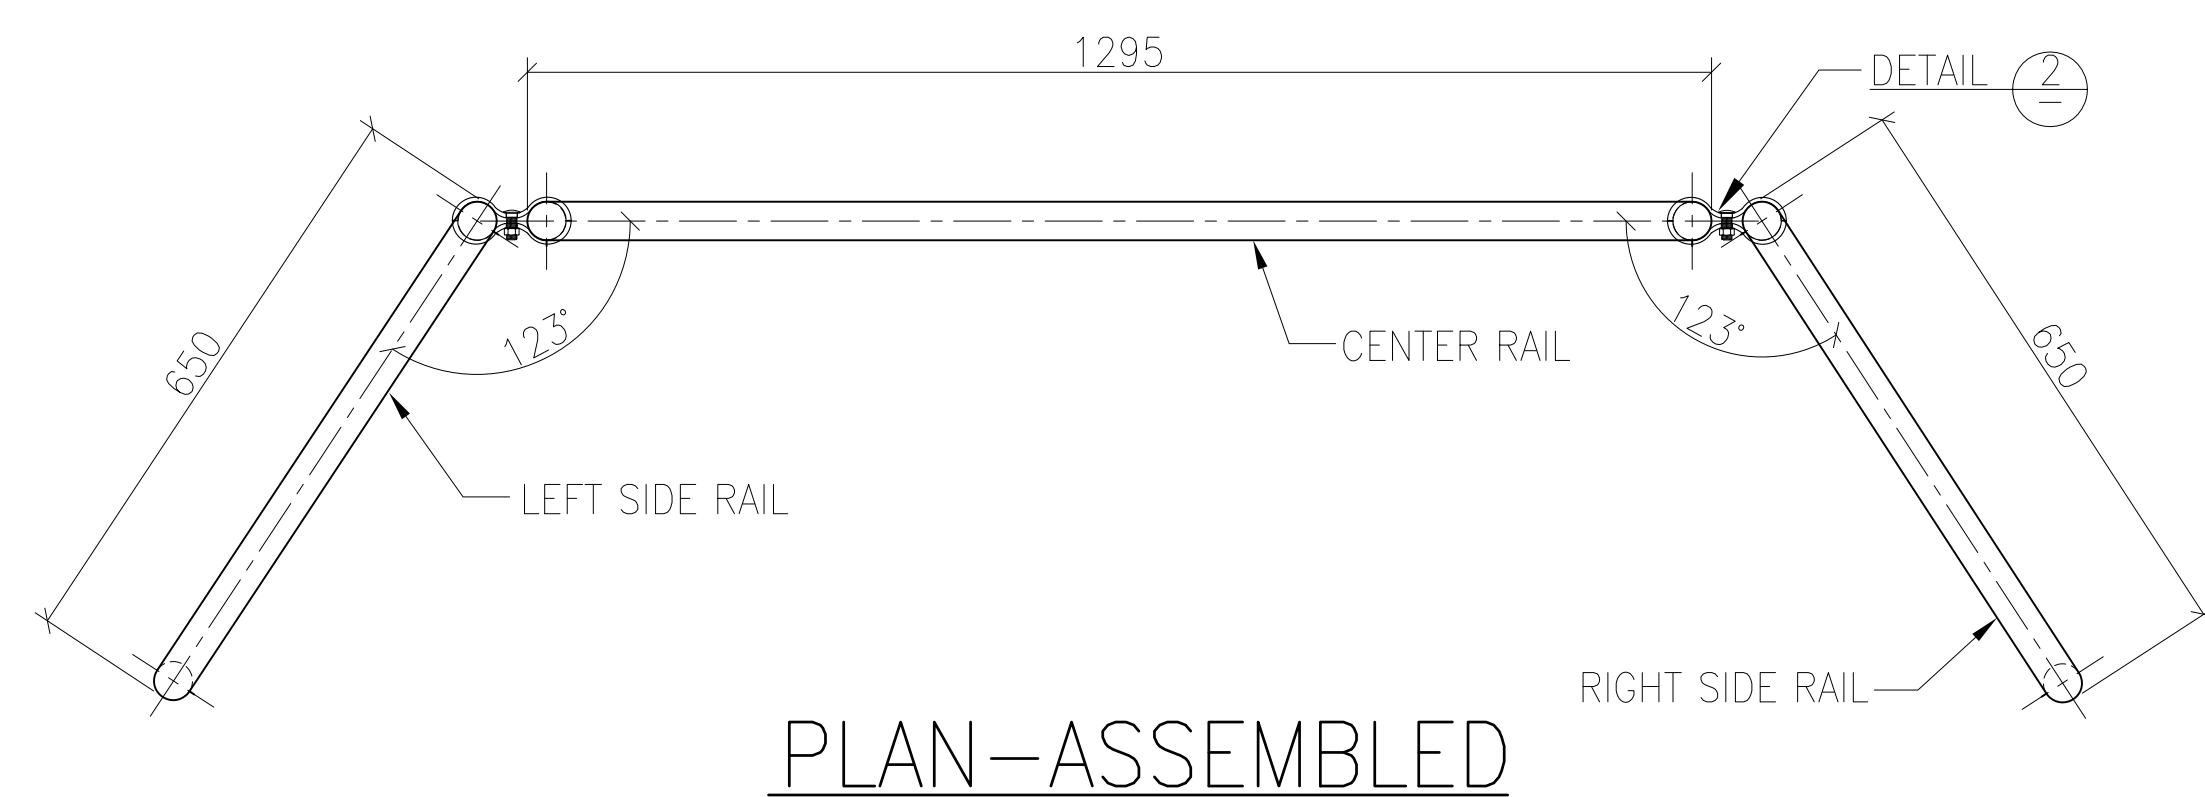 1295
DETAIL 2
—
650
123°
123°
650
CENTER RAIL
LEFT SIDE RAIL
RIGHT SIDE RAIL
PLAN-ASSEMBLED